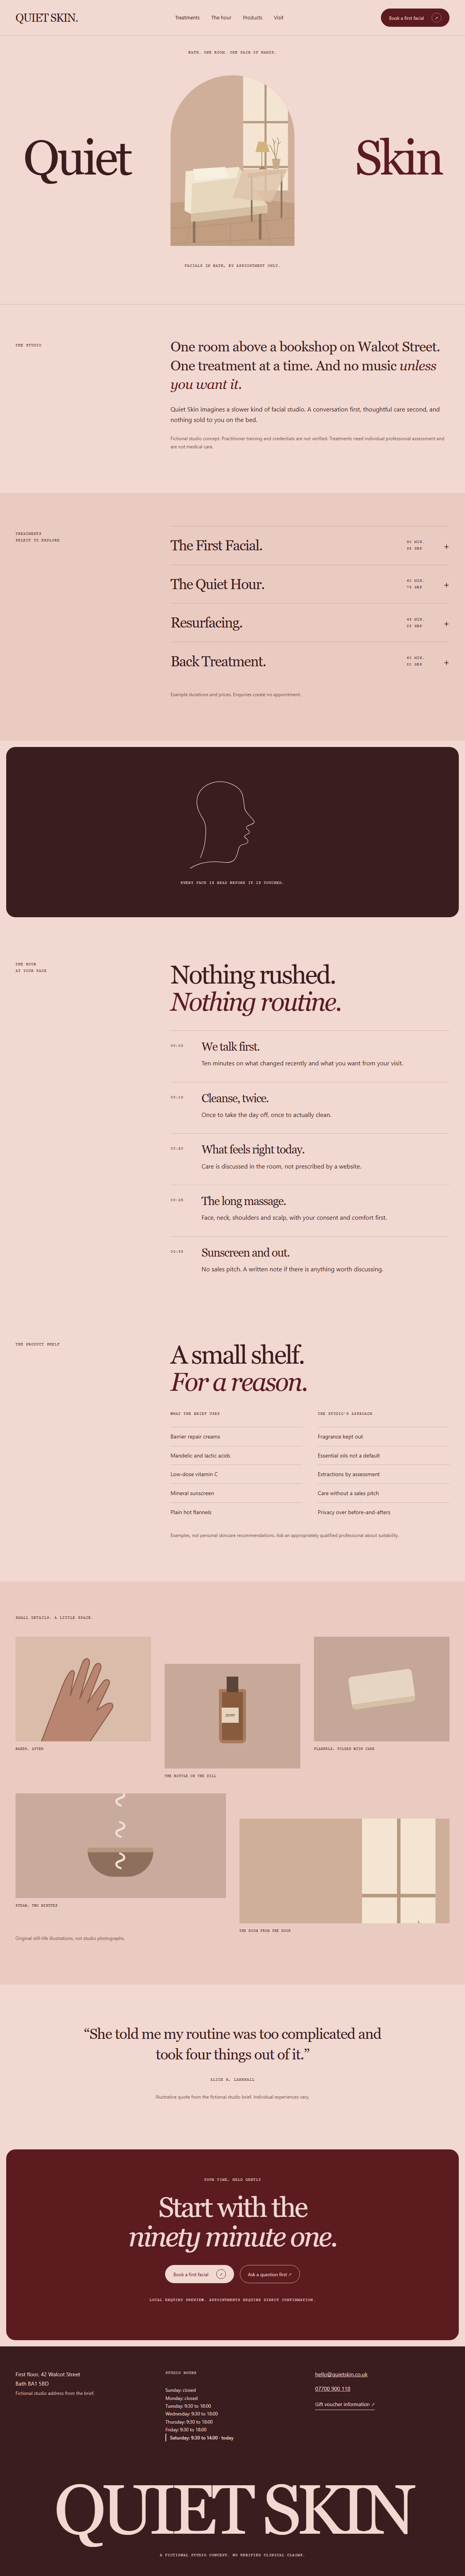 QUIET SKIN.
Treatments
The hour
Products
Visit
Book a first facial ↗
BATH. ONE ROOM. ONE PAIR OF HANDS.
Quiet
Skin
FACIALS IN BATH, BY APPOINTMENT ONLY.
THE STUDIO
One room above a bookshop on Walcot Street.
One treatment at a time. And no music unless
you want it.
Quiet Skin imagines a slower kind of facial studio. A conversation first, thoughtful care second, and
nothing sold to you on the bed.
Fictional studio concept. Practitioner training and credentials are not verified. Treatments need individual professional assessment and
are not medical care.
TREATMENTS
SELECT TO EXPLORE
The First Facial.
+
The Quiet Hour.
+
Resurfacing.
+
Back Treatment.
+
Example durations and prices. Enquiries create no appointment.
EVERY FACE IS READ BEFORE IT IS TOUCHED.
THE HOUR
AT YOUR PACE
Nothing rushed.
Nothing routine.
00:00
We talk first.
Ten minutes on what changed recently and what you want from your visit.
00:10
Cleanse, twice.
Once to take the day off, once to actually clean.
00:20
What feels right today.
Care is discussed in the room, not prescribed by a website.
The long massage.
Face, neck, shoulders and scalp, with your consent and comfort first.
Sunscreen and out.
No sales pitch. A written note if there is anything worth discussing.
THE PRODUCT SHELF
A small shelf.
For a reason.
WHAT THE BRIEF USES
Barrier repair creams
Mandelic and lactic acids
Low-dose vitamin C
Mineral sunscreen
Plain hot flannels
THE STUDIO'S APPROACH
Fragrance kept out
Essential oils not a default
Extractions by assessment
Care without a sales pitch
Privacy over before-and-afters
Examples, not personal skincare recommendations. Ask an appropriately qualified professional about suitability.
SMALL DETAILS. A LITTLE SPACE.
HANDS, AFTER
THE BOTTLE ON THE SILL
FLANNELS, FOLDED WITH CARE
STEAM, TWO MINUTES
THE ROOM FROM THE DOOR
Original still-life illustrations, not studio photographs.
“She told me my routine was too complicated and
took four things out of it.”
Illustrative quote from the fictional studio brief. Individual experiences vary.
YOUR TIME, HELD GENTLY
Start with the
ninety minute one.
Book a first facial ↗
Ask a question first ↗
LOCAL ENQUIRY PREVIEW. APPOINTMENTS REQUIRE DIRECT CONFIRMATION.
First floor, 42 Walcot Street
Bath BA1 5BD
Fictional studio address from the brief.
STUDIO HOURS
Sunday: closed
Monday: closed
Tuesday: 9:30 to 18:00
Wednesday: 9:30 to 18:00
Thursday: 9:30 to 18:00
Friday: 9:30 to 18:00
Saturday: 9:30 to 14:00 · today
hello@quietskin.co.uk
07700 900 118
Gift voucher information ↗
QUIET SKIN
A FICTIONAL STUDIO CONCEPT. NO VERIFIED CLINICAL CLAIMS.